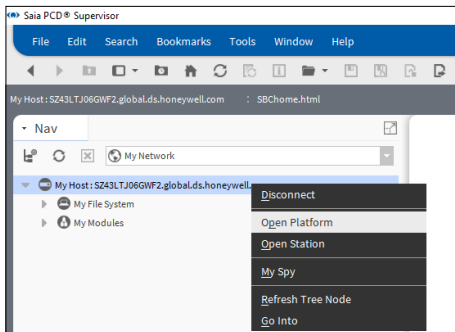 Saia PCD® Supervisor
File Edit Search Bookmarks Tools Window Help
My Host : SZ43LTJ06GWF2.global.ds.honeywell.com : SBChome.html
Nav
My Network
My Host : SZ43LTJ06GWF2.global.ds.honeywell.
My File System
My Modules
Disconnect
Open Platform
Open Station
My Spy
Refresh Tree Node
Go Into